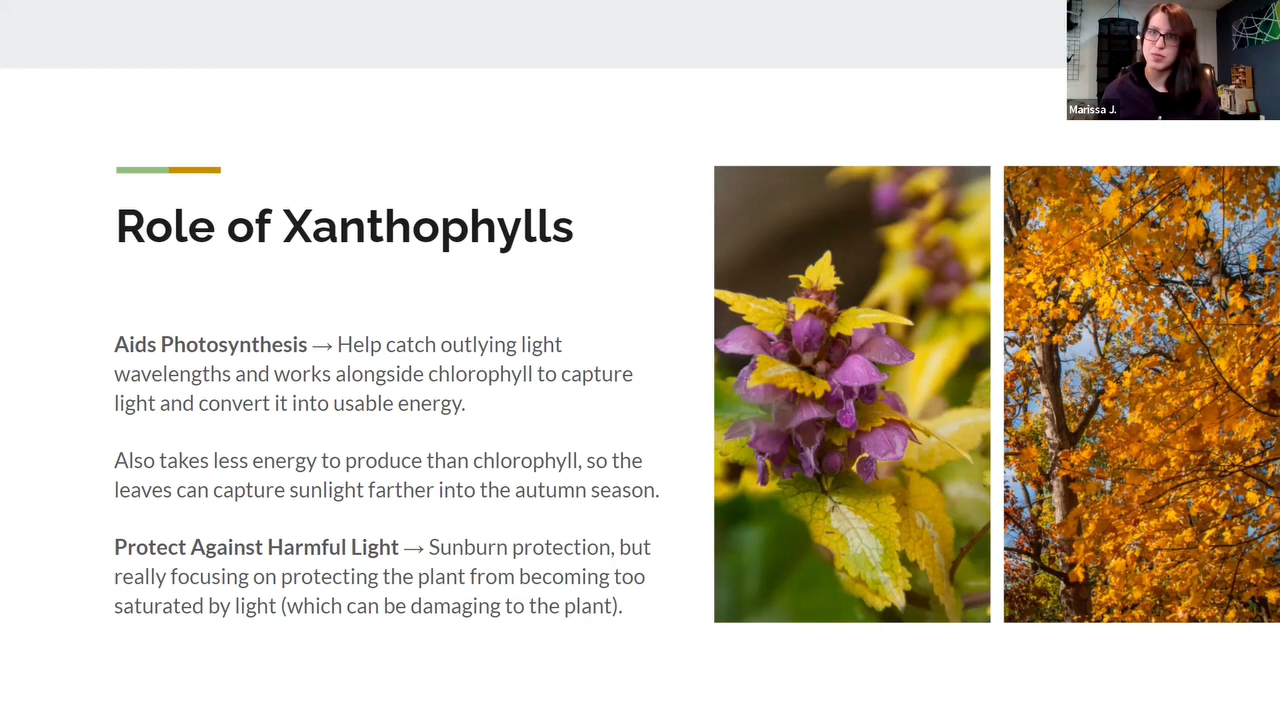 Marissa J.
Role of Xanthophylls
Aids Photosynthesis → Help catch outlying light
wavelengths and works alongside chlorophyll to capture
light and convert it into usable energy.
Also takes less energy to produce than chlorophyll, so the
leaves can capture sunlight farther into the autumn season.
Protect Against Harmful Light → Sunburn protection, but
really focusing on protecting the plant from becoming too
saturated by light (which can be damaging to the plant).